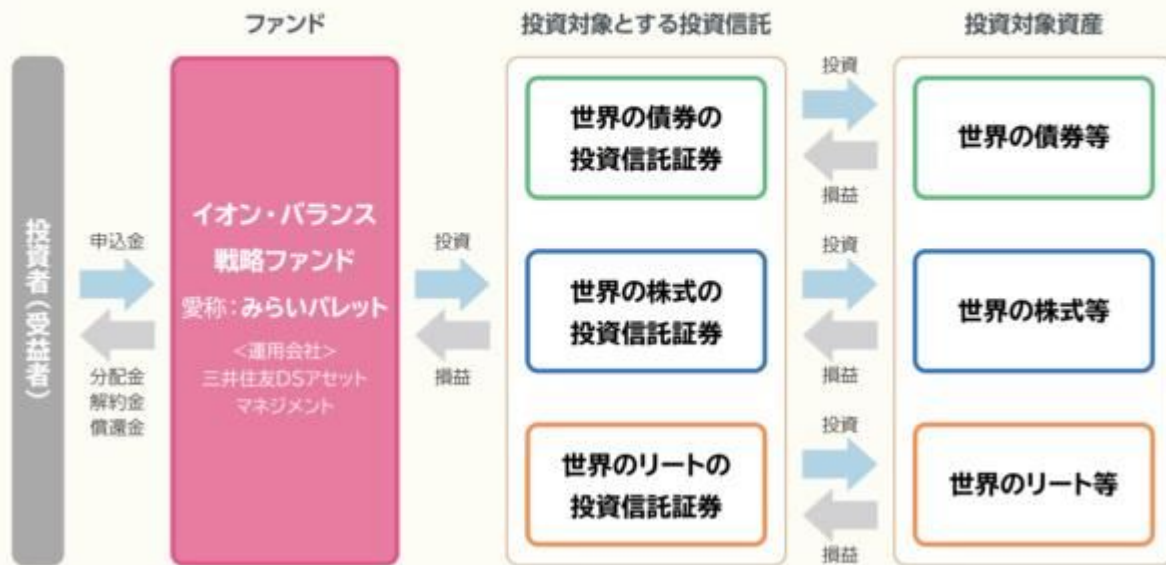 ファンド
投資対象とする投資信託
投資対象資産
投資者(受益者)
申込金
分配金
解約金
償還金
イオン・バランス
戦略ファンド
愛称:みらいパレット
<運用会社>
三井住友DSアセット
マネジメント
投資
損益
世界の債券の
投資信託証券
投資
損益
世界の債券等
世界の株式の
投資信託証券
投資
損益
世界の株式等
世界のリートの
投資信託証券
投資
損益
世界のリート等